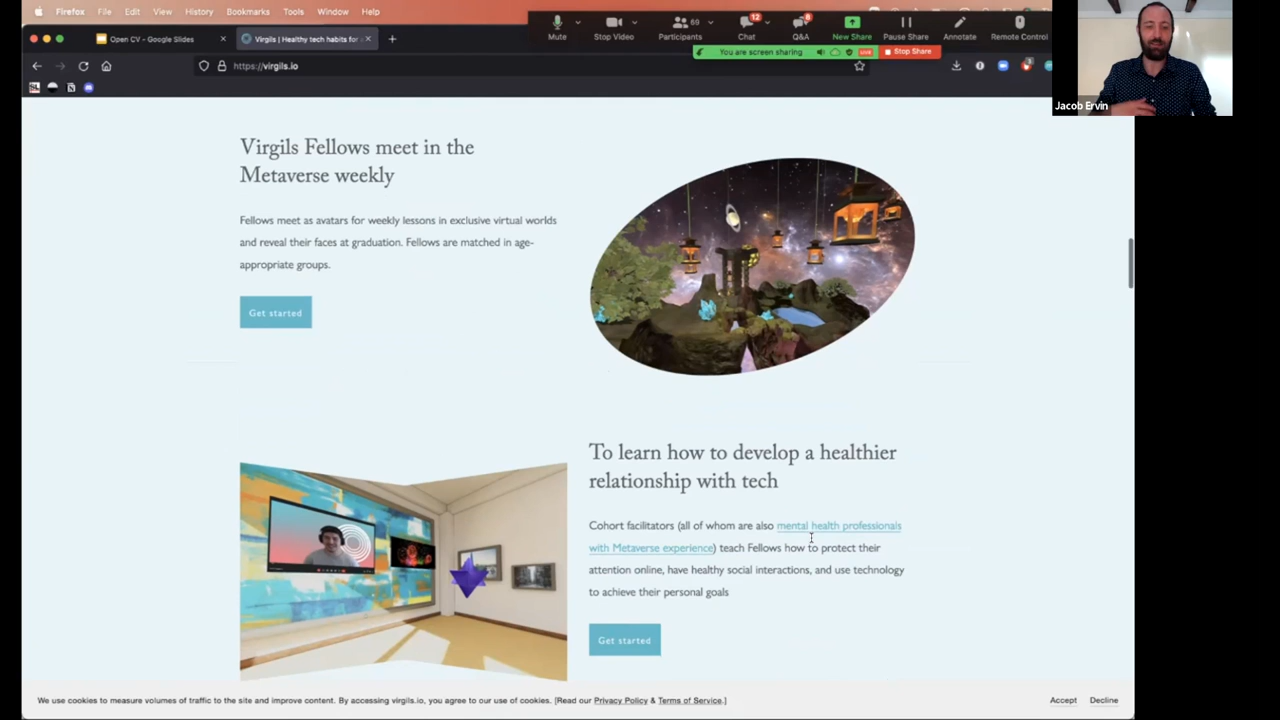 Firefox File Edit View History Bookmarks Tools Window Help
Mute Stop Video Participants 69 Chat 12 Q&A 8 New Share Pause Share Annotate Remote Control
You are screen sharing LIVE Stop Share
Open CV - Google Slides
Virgils | Healthy tech habits for
https://virgils.io
Jacob Ervin
Virgils Fellows meet in the
Metaverse weekly
Fellows meet as avatars for weekly lessons in exclusive virtual worlds
and reveal their faces at graduation. Fellows are matched in age-
appropriate groups.
Get started
To learn how to develop a healthier
relationship with tech
Cohort facilitators (all of whom are also mental health professionals
with Metaverse experience) teach Fellows how to protect their
attention online, have healthy social interactions, and use technology
to achieve their personal goals
Get started
We use cookies to measure volumes of traffic to the site and improve content. By accessing virgils.io, you agree to our use of cookies. [Read our Privacy Policy & Terms of Service.]
Accept Decline